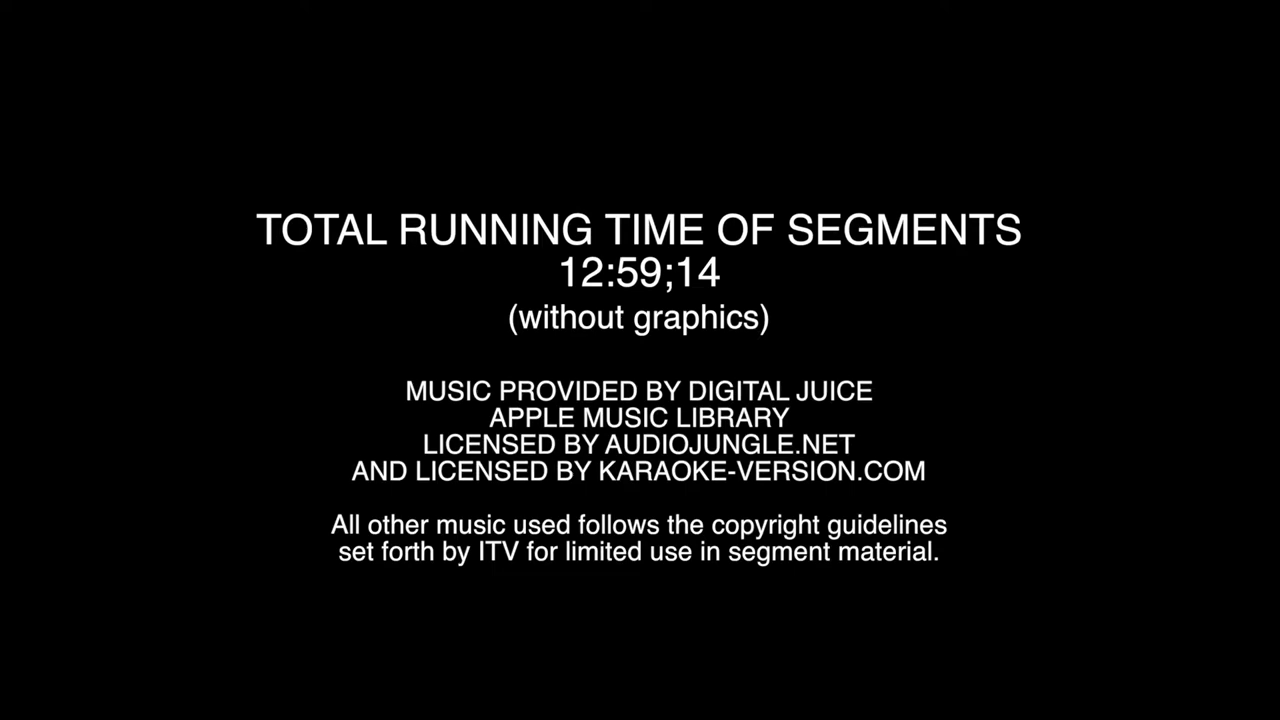 TOTAL RUNNING TIME OF SEGMENTS
12:59;14
(without graphics)
MUSIC PROVIDED BY DIGITAL JUICE
APPLE MUSIC LIBRARY
LICENSED BY AUDIOJUNGLE.NET
AND LICENSED BY KARAOKE-VERSION.COM
All other music used follows the copyright guidelines
set forth by ITV for limited use in segment material.